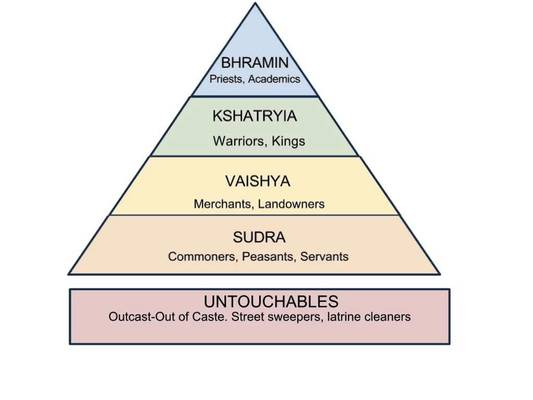 BHRAMIN
Priests, Academics
KSHATRYIA
Warriors, Kings
VAISHYA
Merchants, Landowners
SUDRA
Commoners, Peasants, Servants
UNTOUCHABLES
Outcast-Out of Caste. Street sweepers, latrine cleaners